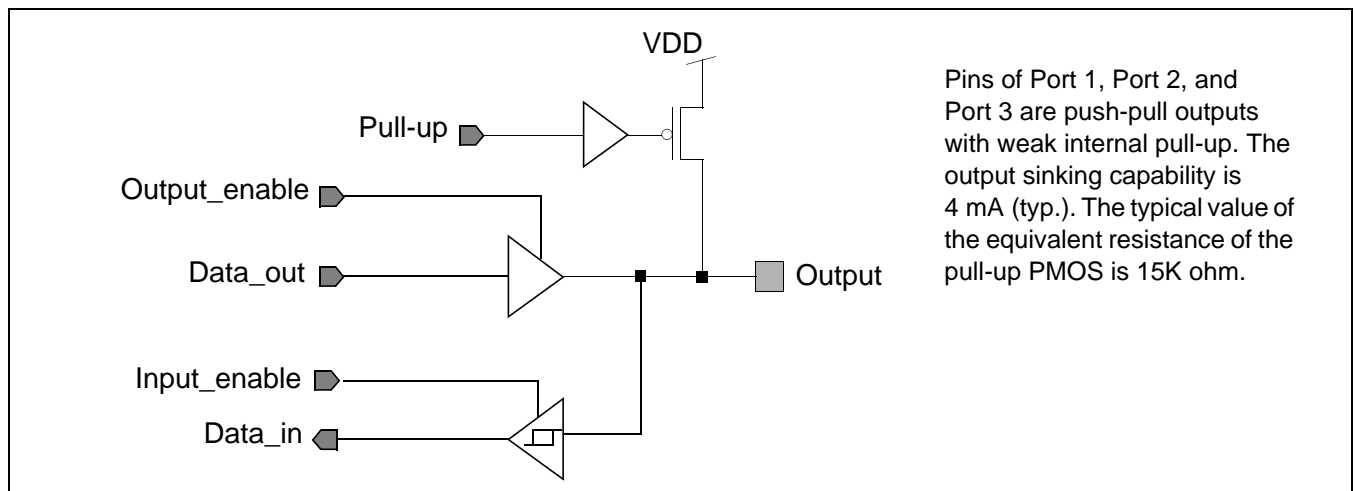 VDD
Pull-up
Output_enable
Data_out
Output
Input_enable
Data_in
Pins of Port 1, Port 2, and
Port 3 are push-pull outputs
with weak internal pull-up. The
output sinking capability is
4 mA (typ.). The typical value of
the equivalent resistance of the
pull-up PMOS is 15K ohm.